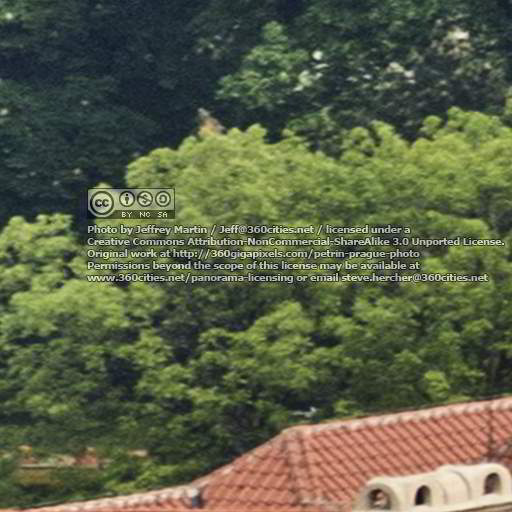 cc BY NC SA
Photo by Jeffrey Martin / Jeff@360cities.net / licensed under a
Creative Commons Attribution-NonCommercial-ShareAlike 3.0 Unported License.
Original work at http://360gigapixels.com/petrin-prague-photo
Permissions beyond the scope of this license may be available at
www.360cities.net/panorama-licensing or email steve.hercher@360cities.net